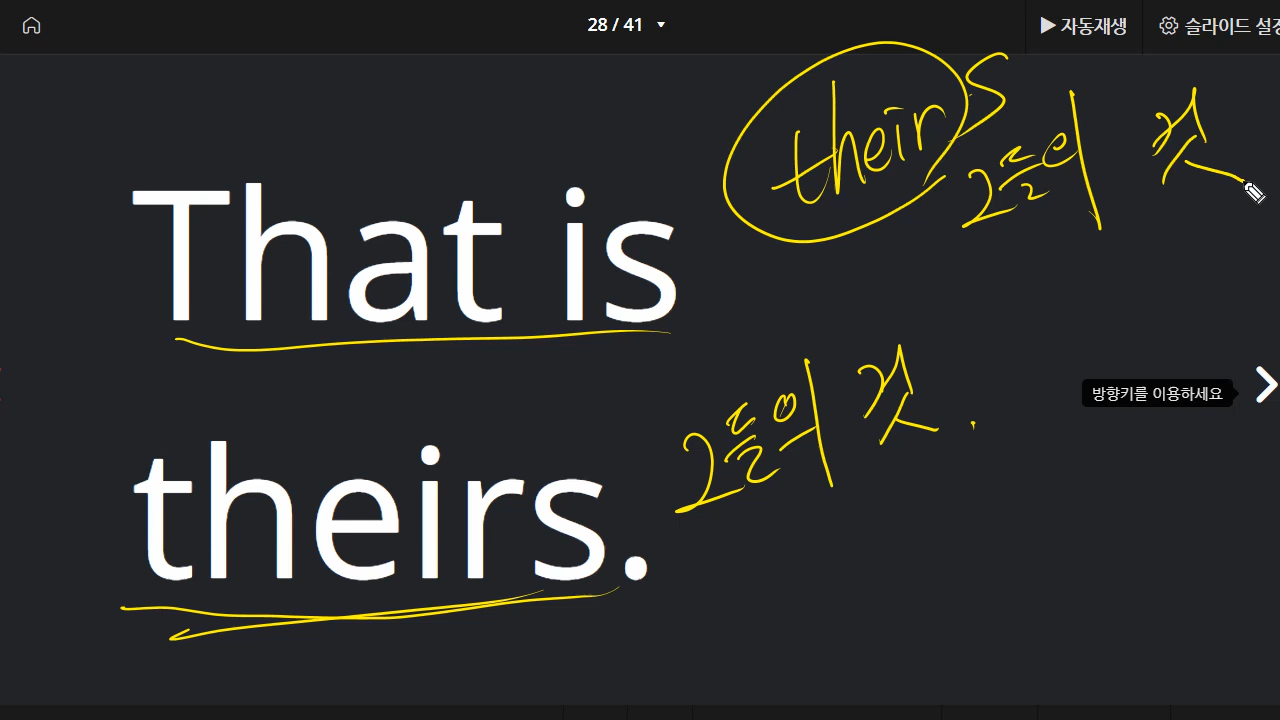 28 / 41
자동재생
슬라이드 설정
theirs
그들의 것
That is
그들의 것.
방향키를 이용하세요
theirs.